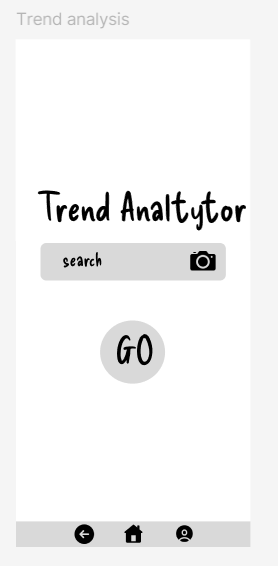 Trend analysis
Trend Analtytor
search
GO